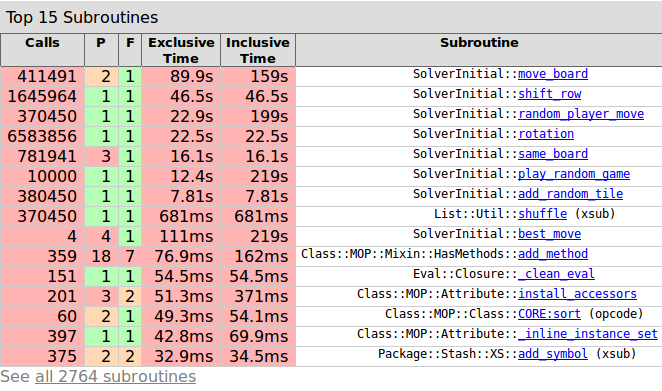 Top 15 Subroutines
Calls P F Exclusive Time Inclusive Time Subroutine
411491 2 1 89.9s 159s SolverInitial::move_board
1645964 1 1 46.5s 46.5s SolverInitial::shift_row
370450 1 1 22.9s 199s SolverInitial::random_player_move
6583856 1 1 22.5s 22.5s SolverInitial::rotation
781941 3 1 16.1s 16.1s SolverInitial::same_board
10000 1 1 12.4s 219s SolverInitial::play_random_game
380450 1 1 7.81s 7.81s SolverInitial::add_random_tile
370450 1 1 681ms 681ms List::Util::shuffle (xsub)
4 4 1 111ms 219s SolverInitial::best_move
359 18 7 76.9ms 162ms Class::MOP::Mixin::HasMethods::add_method
151 1 1 54.5ms 54.5ms Eval::Closure::_clean_eval
201 3 2 51.3ms 371ms Class::MOP::Attribute::install_accessors
60 2 1 49.3ms 54.1ms Class::MOP::Class::CORE:sort (opcode)
397 1 1 42.8ms 69.9ms Class::MOP::Attribute::_inline_instance_set
375 2 2 32.9ms 34.5ms Package::Stash::XS::add_symbol (xsub)
See all 2764 subroutines